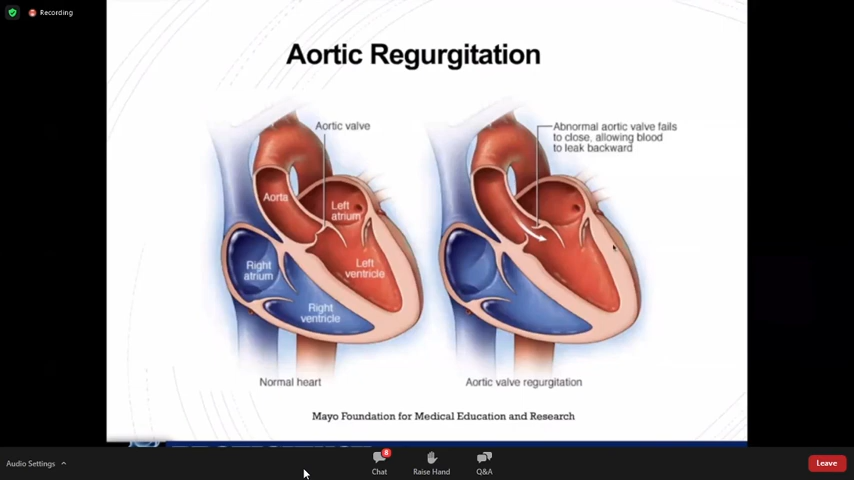 Recording
Aortic Regurgitation
Aortic valve
Aorta
Left
atrium
Right
atrium
Left
ventricle
Right
ventricle
Abnormal aortic valve fails
to close, allowing blood
to leak backward
Normal heart
Aortic valve regurgitation
Mayo Foundation for Medical Education and Research
Audio Settings
8
Chat
Raise Hand
Q&A
Leave